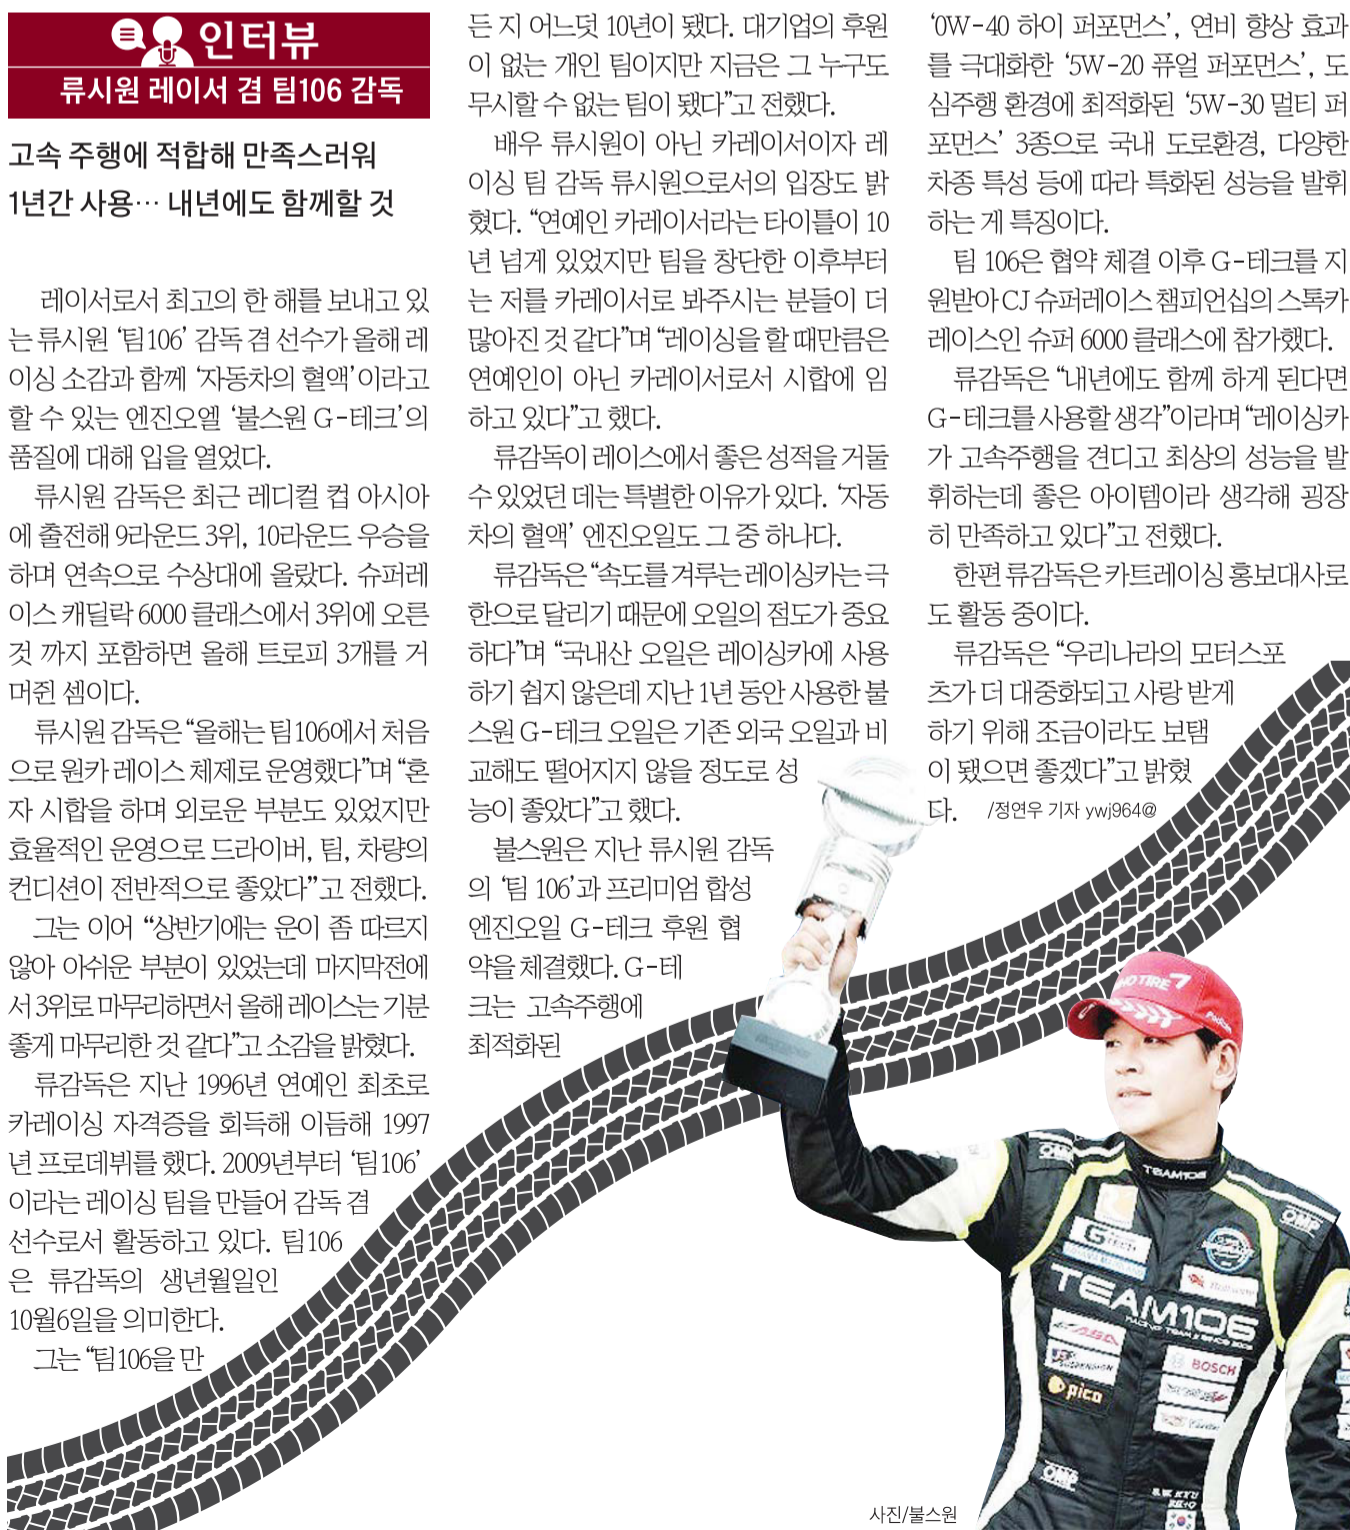 인터뷰
류시원 레이서 겸 팀106 감독
고속 주행에 적합해 만족스러워
1년간 사용… 내년에도 함께할 것
레이서로서 최고의 한 해를 보내고 있
는 류시원 ‘팀106’ 감독 겸 선수가 올해 레
이싱 소감과 함께 ‘자동차의 혈액’이라고
할 수 있는 엔진오엘 ‘불스원 G-테크’의
품질에 대해 입을 열었다.
류시원 감독은 최근 레디컬 컵 아시아
에 출전해 9라운드 3위, 10라운드 우승을
하며 연속으로 수상대에 올랐다. 슈퍼레
이스 캐딜락 6000 클래스에서 3위에 오른
것 까지 포함하면 올해 트로피 3개를 거
머쥔 셈이다.
류시원 감독은 “올해는 팀106에서 처음
으로 원카 레이스 체제로 운영했다”며 “혼
자 시합을 하며 외로운 부분도 있었지만
효율적인 운영으로 드라이버, 팀, 차량의
컨디션이 전반적으로 좋았다”고 전했다.
그는 이어 “상반기에는 운이 좀 따르지
않아 아쉬운 부분이 있었는데 마지막전에
서 3위로 마무리하면서 올해 레이스는 기분
좋게 마무리한 것 같다”고 소감을 밝혔다.
류감독은 지난 1996년 연예인 최초로
카레이싱 자격증을 회득해 이듬해 1997
년 프로데뷔를 했다. 2009년부터 ‘팀106’
이라는 레이싱 팀을 만들어 감독 겸
선수로서 활동하고 있다. 팀106
은 류감독의 생년월일인
10월6일을 의미한다.
그는 “팀106을 만
든 지 어느덧 10년이 됐다. 대기업의 후원
이 없는 개인 팀이지만 지금은 그 누구도
무시할 수 없는 팀이 됐다”고 전했다.
배우 류시원이 아닌 카레이서이자 레
이싱 팀 감독 류시원으로서의 입장도 밝
혔다. “연예인 카레이서라는 타이틀이 10
년 넘게 있었지만 팀을 창단한 이후부터
는 저를 카레이서로 봐주시는 분들이 더
많아진 것 같다”며 “레이싱을 할 때만큼은
연예인이 아닌 카레이서로서 시합에 임
하고 있다”고 했다.
류감독이 레이스에서 좋은 성적을 거둘
수 있었던 데는 특별한 이유가 있다. ‘자동
차의 혈액’ 엔진오일도 그 중 하나다.
류감독은 “속도를 겨루는 레이싱카는 극
한으로 달리기 때문에 오일의 점도가 중요
하다”며 “국내산 오일은 레이싱카에 사용
하기 쉽지 않은데 지난 1년 동안 사용한 불
스원 G-테크 오일은 기존 외국 오일과 비
교해도 떨어지지 않을 정도로 성
능이 좋았다”고 했다.
불스원은 지난 류시원 감독
의 ‘팀 106’과 프리미엄 합성
엔진오일 G-테크 후원 협
약을 체결했다. G-테
크는 고속주행에
최적화된
‘0W-40 하이 퍼포먼스’, 연비 향상 효과
를 극대화한 ‘5W-20 퓨얼 퍼포먼스’, 도
심주행 환경에 최적화된 ‘5W-30 멀티 퍼
포먼스’ 3종으로 국내 도로환경, 다양한
차종 특성 등에 따라 특화된 성능을 발휘
하는 게 특징이다.
팀 106은 협약 체결 이후 G-테크를 지
원받아 CJ 슈퍼레이스 챔피언십의 스톡카
레이스인 슈퍼 6000 클래스에 참가했다.
류감독은 “내년에도 함께 하게 된다면
G-테크를 사용할 생각”이라며 “레이싱카
가 고속주행을 견디고 최상의 성능을 발
휘하는데 좋은 아이템이라 생각해 굉장
히 만족하고 있다”고 전했다.
한편 류감독은 카트레이싱 홍보대사로
도 활동 중이다.
류감독은 “우리나라의 모터스포
츠가 더 대중화되고 사랑 받게
하기 위해 조금이라도 보탬
이 됐으면 좋겠다”고 밝혔
다. /정연우 기자 ywj964@
TIRE 7
OMP
TEAM106
OMP
G TECH
TEAM106
ASA
BOSCH
pico
OMP
사진/불스원